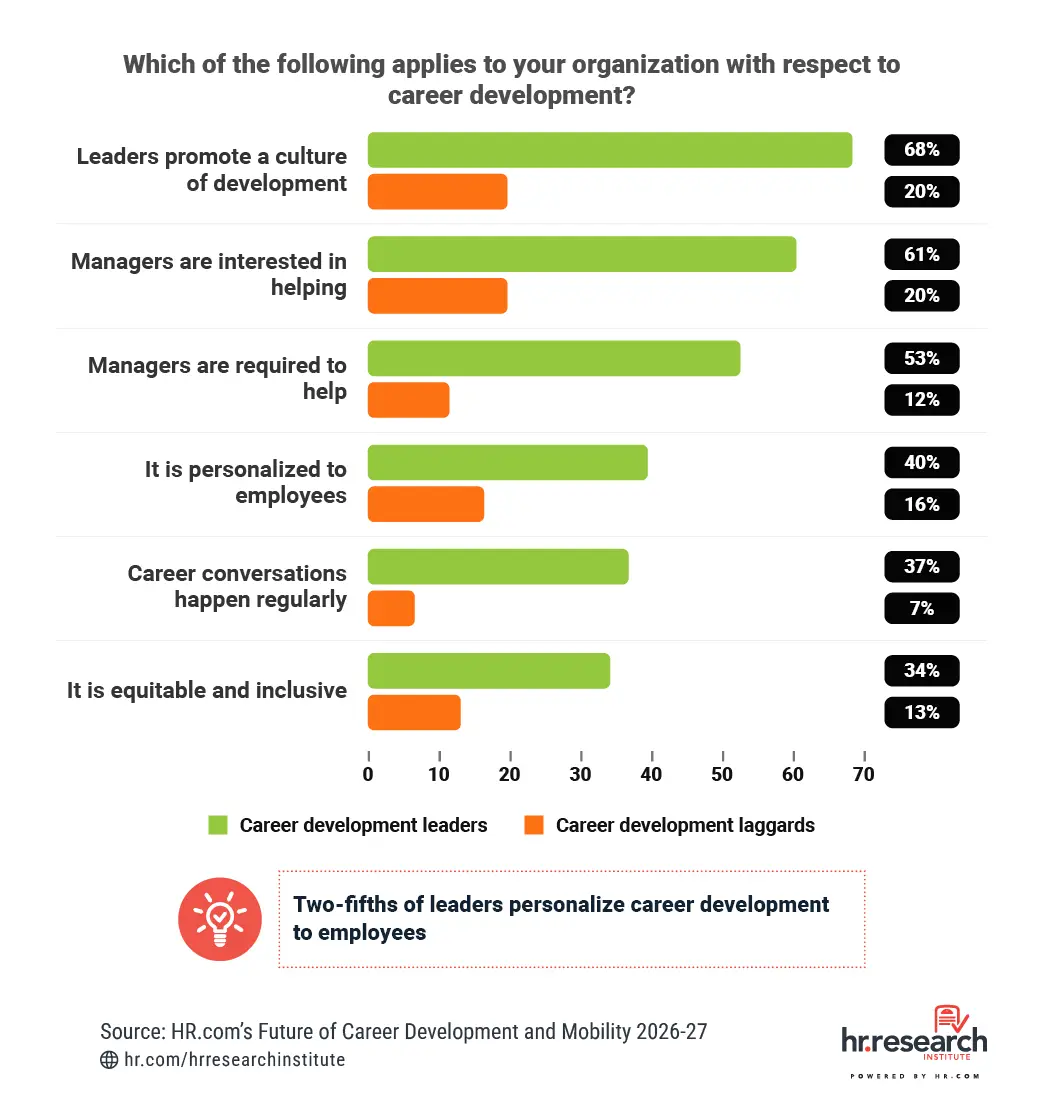 Which of the following applies to your organization with respect to
career development?
Leaders promote a culture
of development
68%
20%
Managers are interested in
helping
61%
20%
Managers are required to
help
53%
12%
It is personalized to
employees
40%
16%
Career conversations
happen regularly
37%
7%
It is equitable and inclusive
34%
13%
0 10 20 30 40 50 60 70
Career development leaders Career development laggards
Two-fifths of leaders personalize career development
to employees
Source: HR.com’s Future of Career Development and Mobility 2026-27
hr.com/hrresearchinstitute
hr.research
INSTITUTE
POWERED BY HR.COM